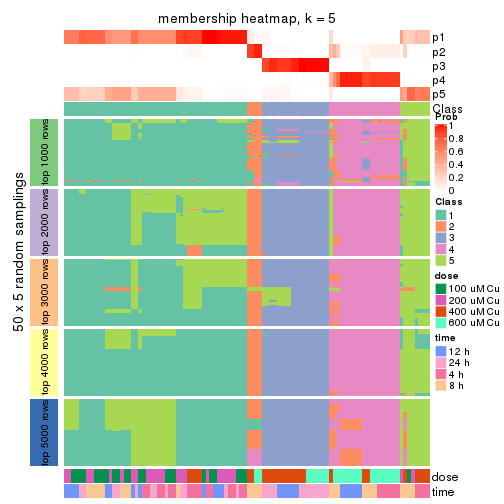 membership heatmap, k = 5
p1
p2
p3
p4
p5
Class
50 x 5 random samplings
top 1000 rows
top 2000 rows
top 3000 rows
top 4000 rows
top 5000 rows
dose
time
Prob
1
0.8
0.6
0.4
0.2
0
Class
1
2
3
4
5
dose
100 uM Cu
200 uM Cu
400 uM Cu
600 uM Cu
time
12 h
24 h
4 h
8 h